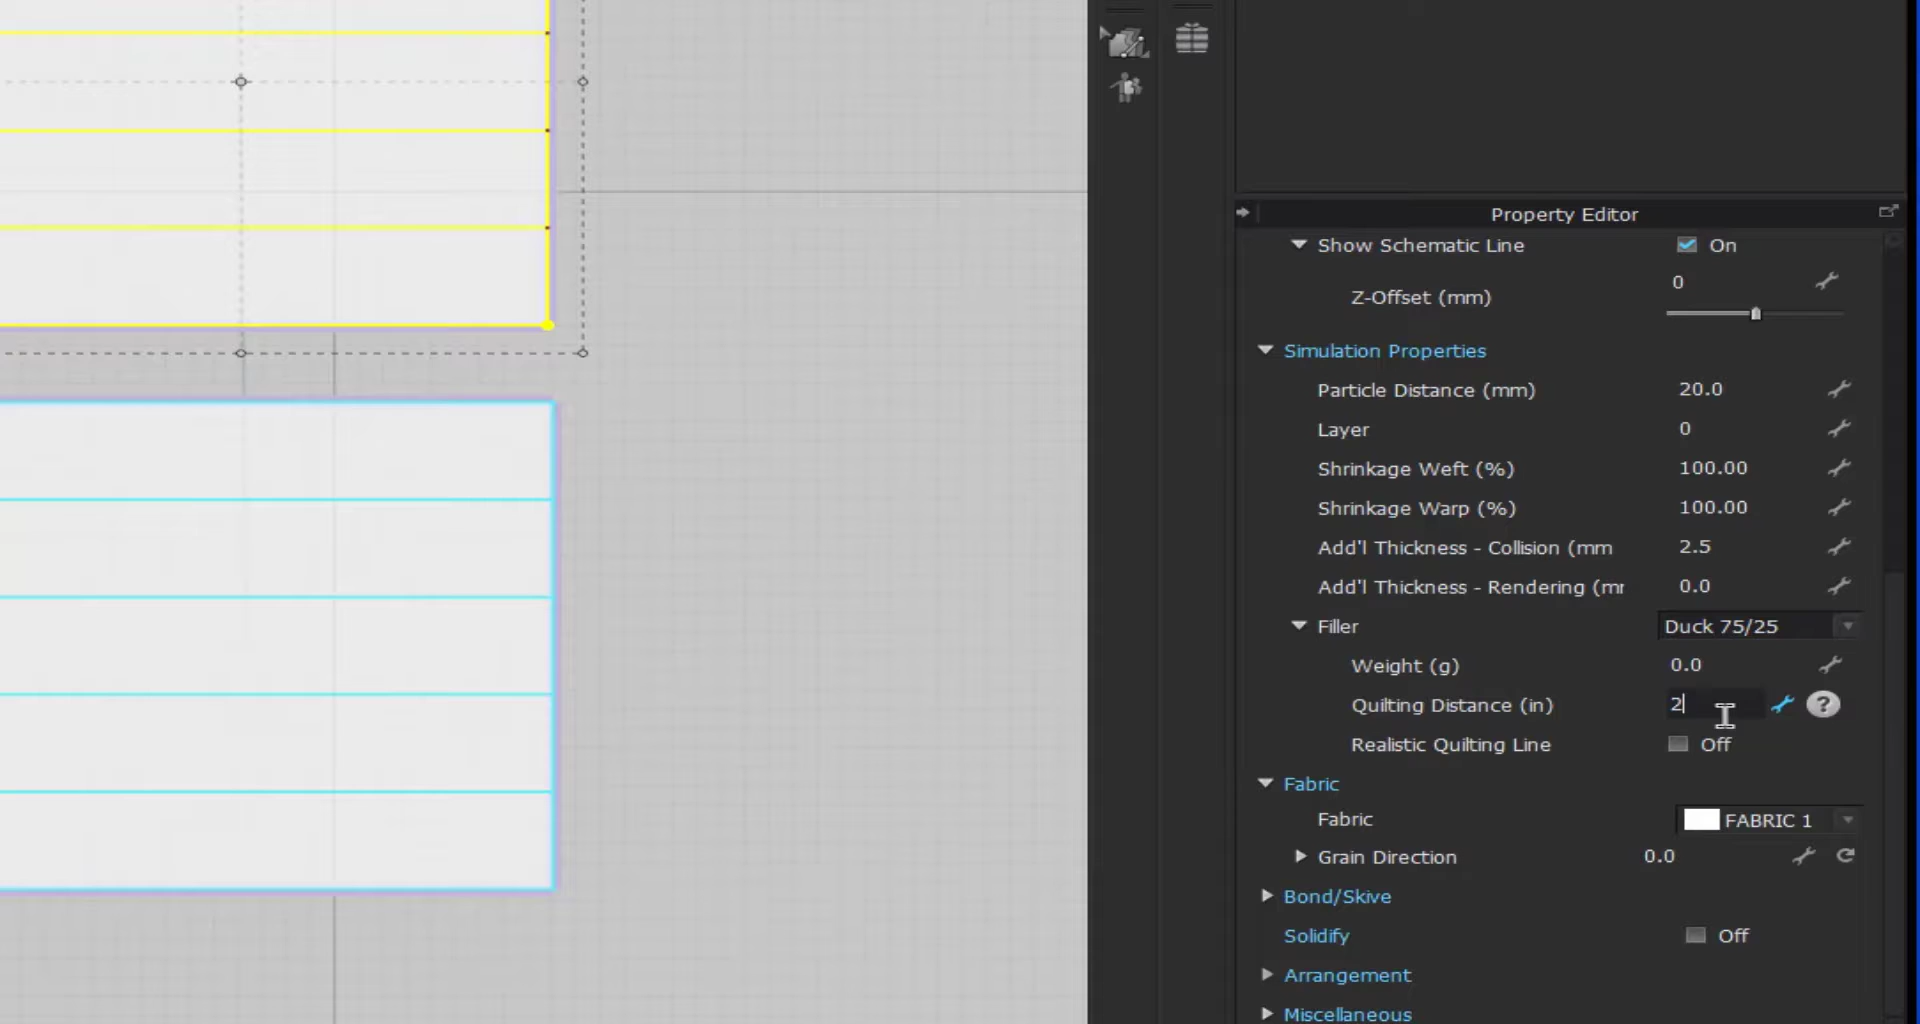 Property Editor
Show Schematic Line On
0
Z-Offset (mm)
Simulation Properties
Particle Distance (mm) 20.0
Layer 0
Shrinkage Weft (%) 100.00
Shrinkage Warp (%) 100.00
Add'l Thickness - Collision (mm 2.5
Add'l Thickness - Rendering (mr 0.0
Filler Duck 75/25
Weight (g) 0.0
Quilting Distance (in) 2 ?
Realistic Quilting Line Off
Fabric
Fabric FABRIC 1
Grain Direction 0.0
Bond/Skive
Solidify Off
Arrangement
Miscellaneous